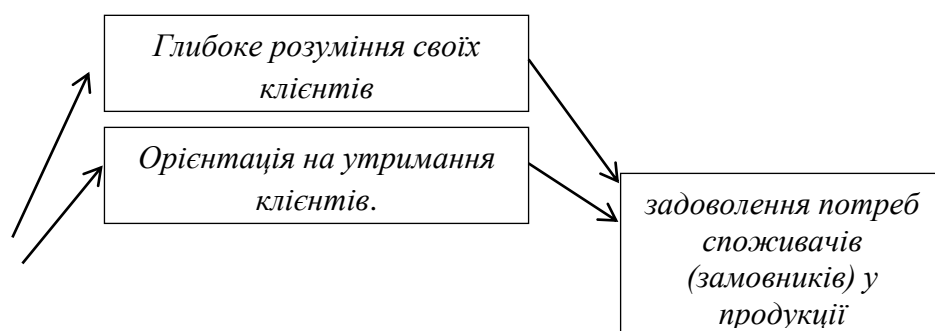 Глибоке розуміння своїх
клієнтів
Орієнтація на утримання
клієнтів.
задоволення потреб
споживачів
(замовників) у
продукції